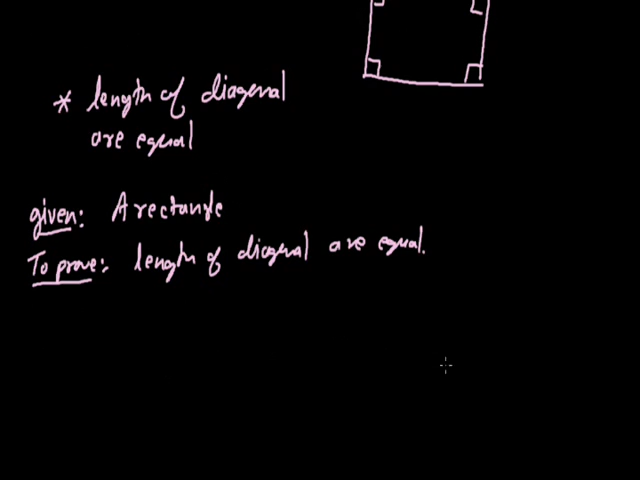 * length of diagonal
are equal
given: A rectangle
To prove: length of diagonal are equal.